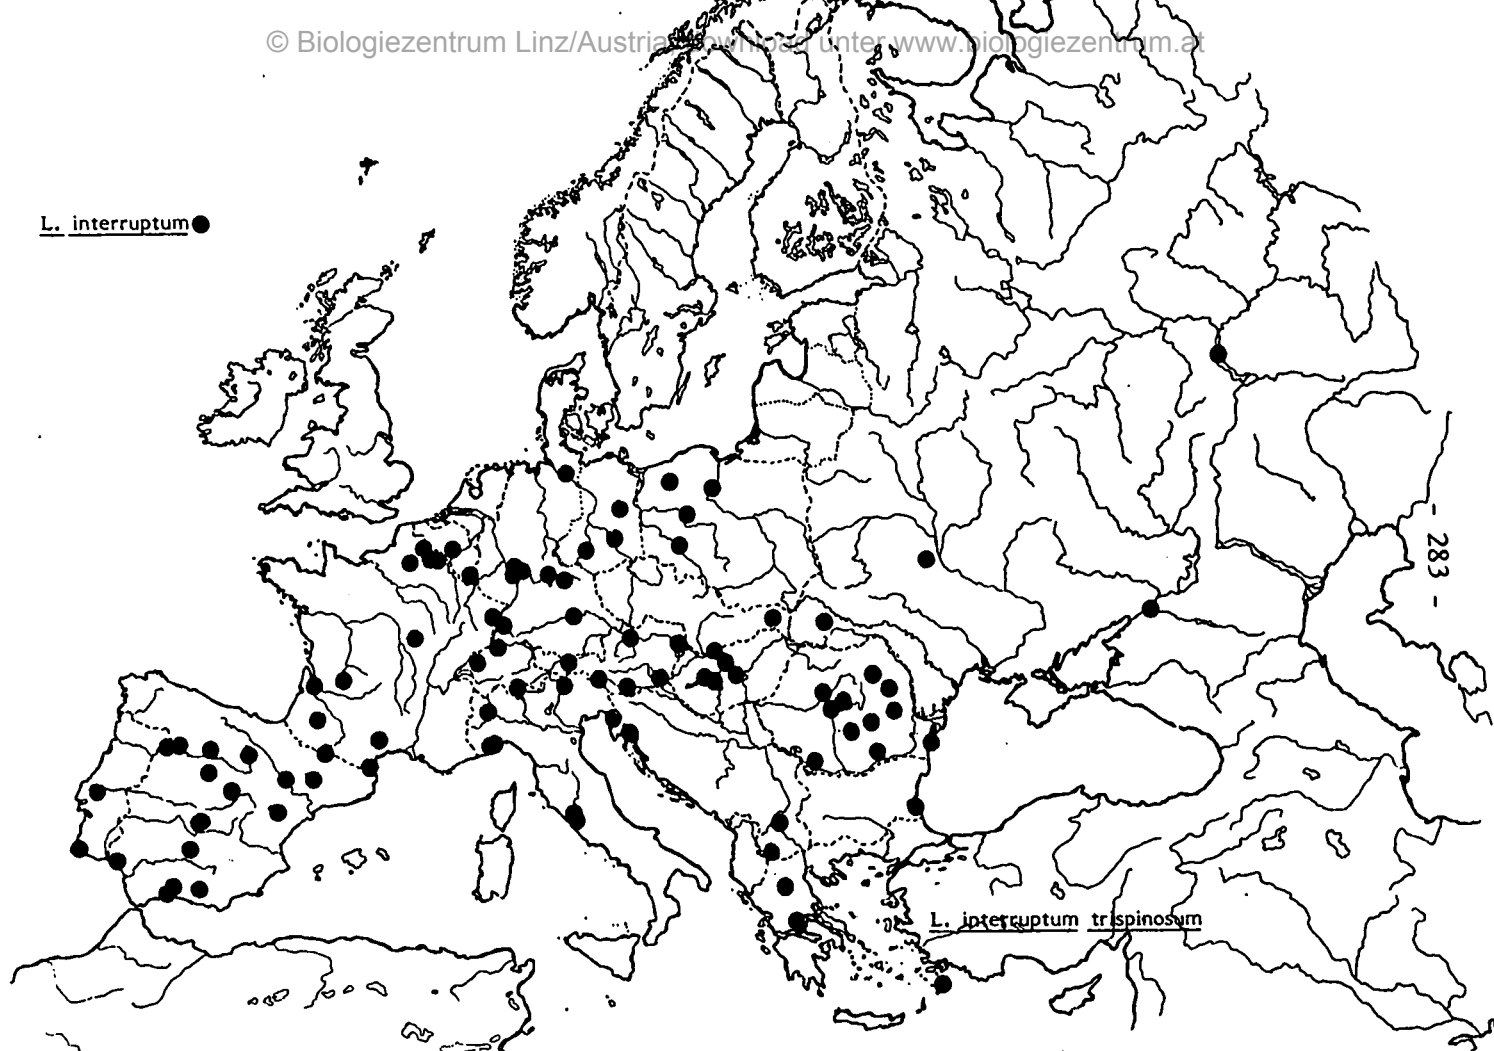 © Biologiezentrum Linz/Austria download unter www.biologiezentrum.at
L. interruptum
- 283 -
L. interruptum trispinosum